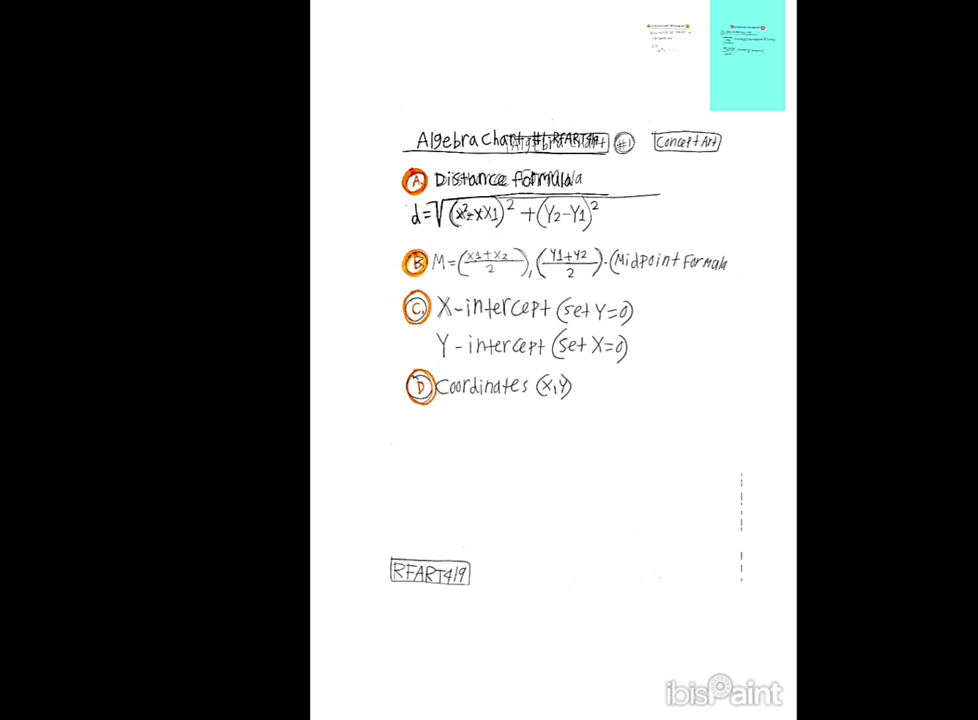 Algebra Chart #1 RFART419 #1 Concept Art
A. Distance formula
d=√(x2-x1)² + (Y2-Y1)²
B. M=(X1+X2/2), (Y1+Y2/2)·(Midpoint Formula
C. X-intercept (set Y=0)
Y-intercept (set X=0)
D Coordinates (X,Y)
RFART419
ibisPaint